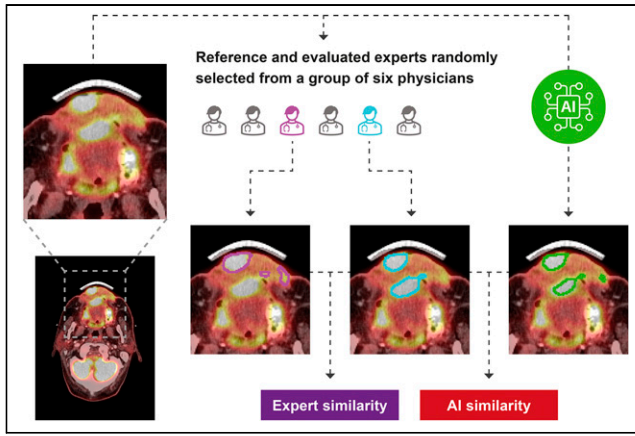 Reference and evaluated experts randomly
selected from a group of six physicians
AI
Expert similarity
AI similarity